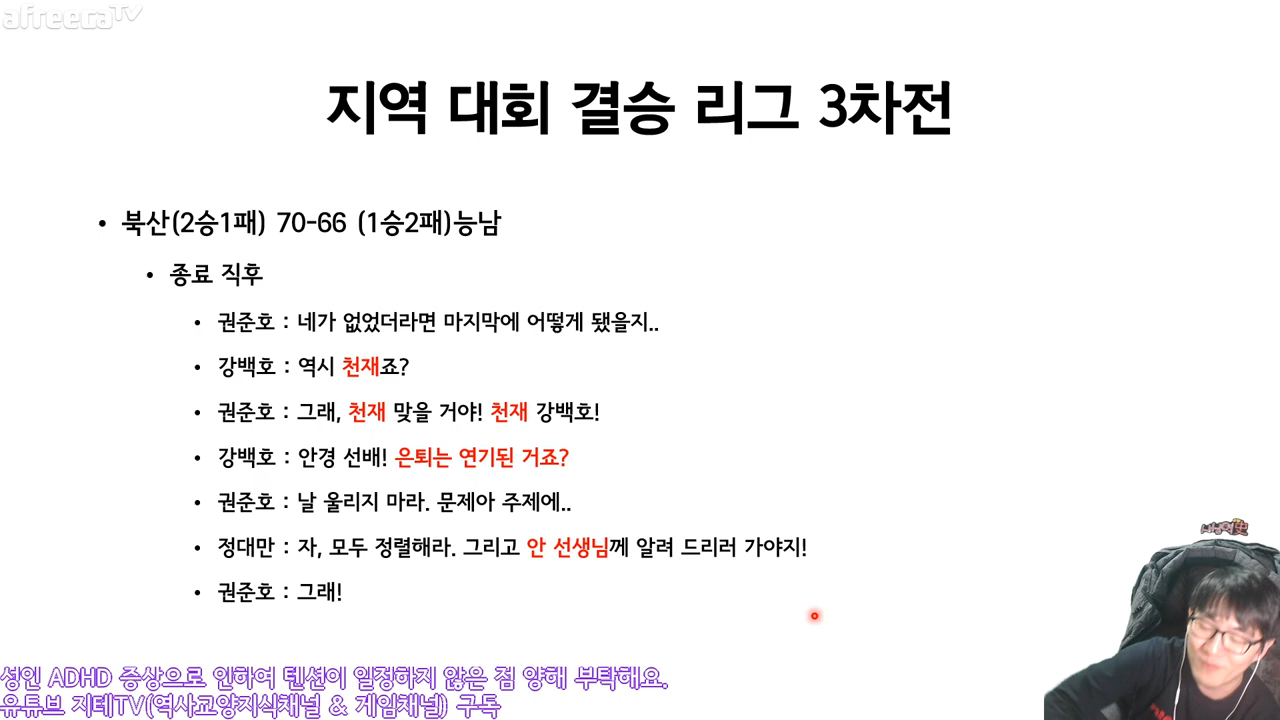 afreecaTV
지역 대회 결승 리그 3차전
• 북산(2승1패) 70-66 (1승2패)능남
• 종료 직후
• 권준호 : 네가 없었더라면 마지막에 어떻게 됐을지..
• 강백호 : 역시 천재죠?
• 권준호 : 그래, 천재 맞을 거야! 천재 강백호!
• 강백호 : 안경 선배! 은퇴는 연기된 거죠?
• 권준호 : 날 울리지 마라. 문제아 주제에..
• 정대만 : 자, 모두 정렬해라. 그리고 안 선생님께 알려 드리러 가야지!
• 권준호 : 그래!
성인 ADHD 증상으로 인하여 텐션이 일정하지 않은 점 양해 부탁해요.
유튜브 지테TV(역사교양지식채널 & 게임채널) 구독